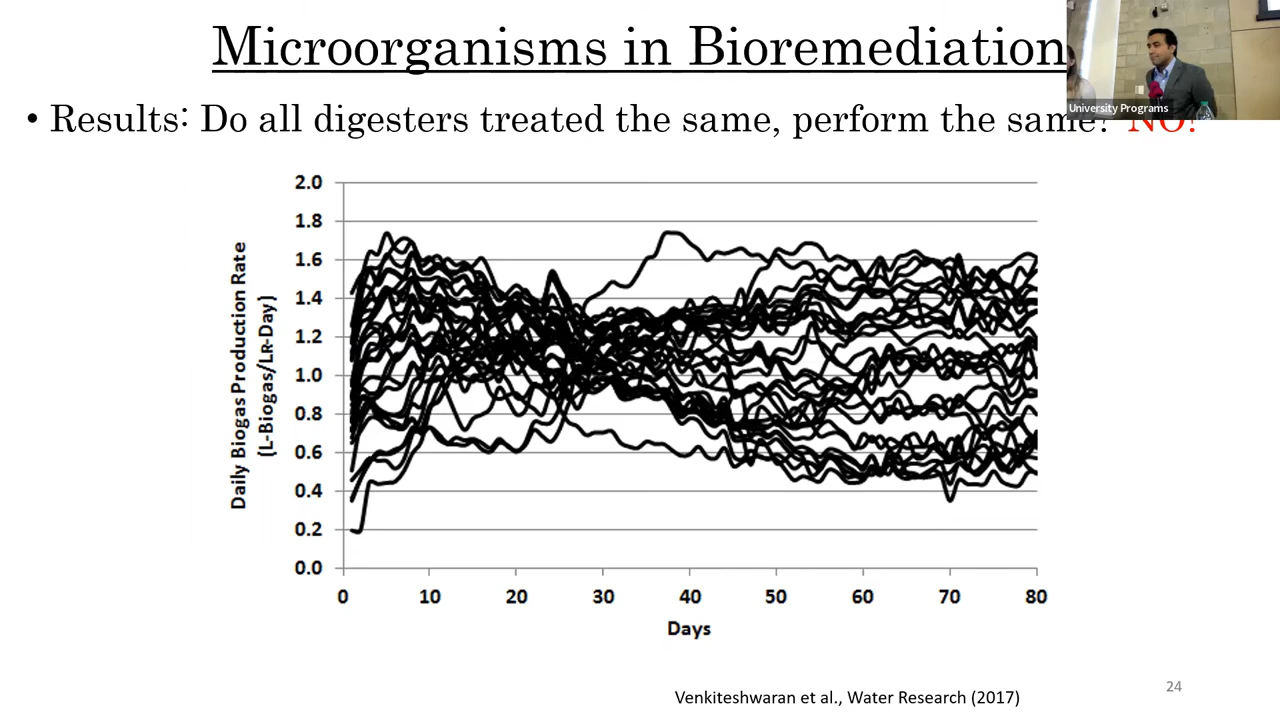 Microorganisms in Bioremediation
University Programs
• Results: Do all digesters treated the same, perform the same? NO!
2.0
1.8
1.6
1.4
1.2
1.0
0.8
0.6
0.4
0.2
0.0
Daily Biogas Production Rate
(L-Biogas/LR-Day)
0 10 20 30 40 50 60 70 80
Days
24
Venkiteshwaran et al., Water Research (2017)